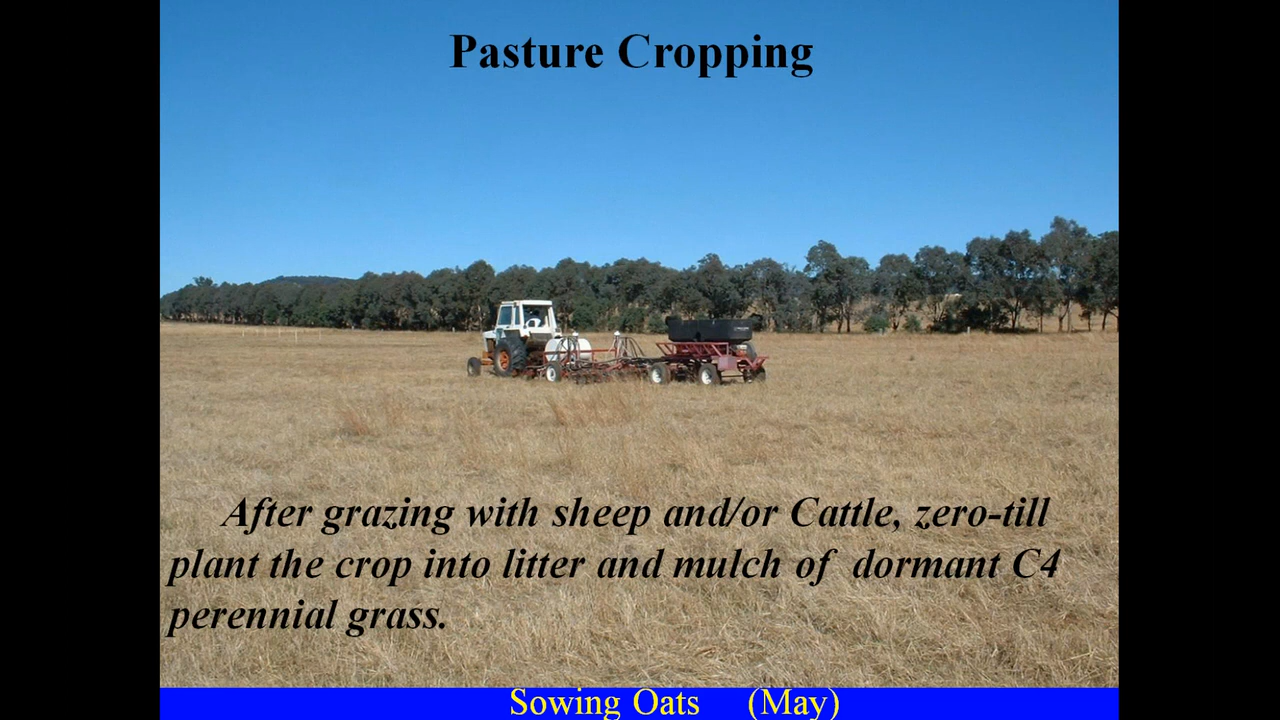 Pasture Cropping
After grazing with sheep and/or Cattle, zero-till
plant the crop into litter and mulch of dormant C4
perennial grass.
Sowing Oats (May)